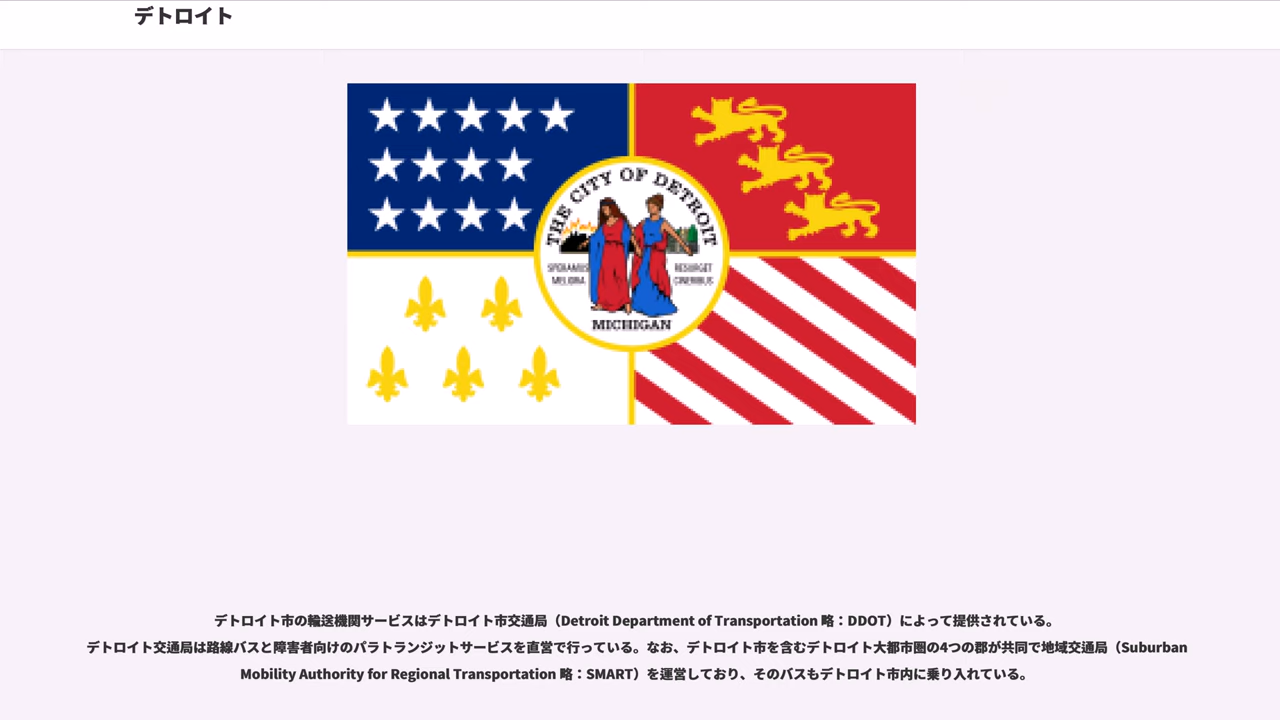 デトロイト
THE CITY OF DETROIT
SPERAMUS MELIORA
RESURGET CINERIBUS
MICHIGAN
デトロイト市の輸送機関サービスはデトロイト市交通局（Detroit Department of Transportation 略：DDOT）によって提供されている。
デトロイト交通局は路線バスと障害者向けのパラトランジットサービスを直営で行っている。なお、デトロイト市を含むデトロイト大都市圏の4つの郡が共同で地域交通局（Suburban
Mobility Authority for Regional Transportation 略：SMART）を運営しており、そのバスもデトロイト市内に乗り入れている。